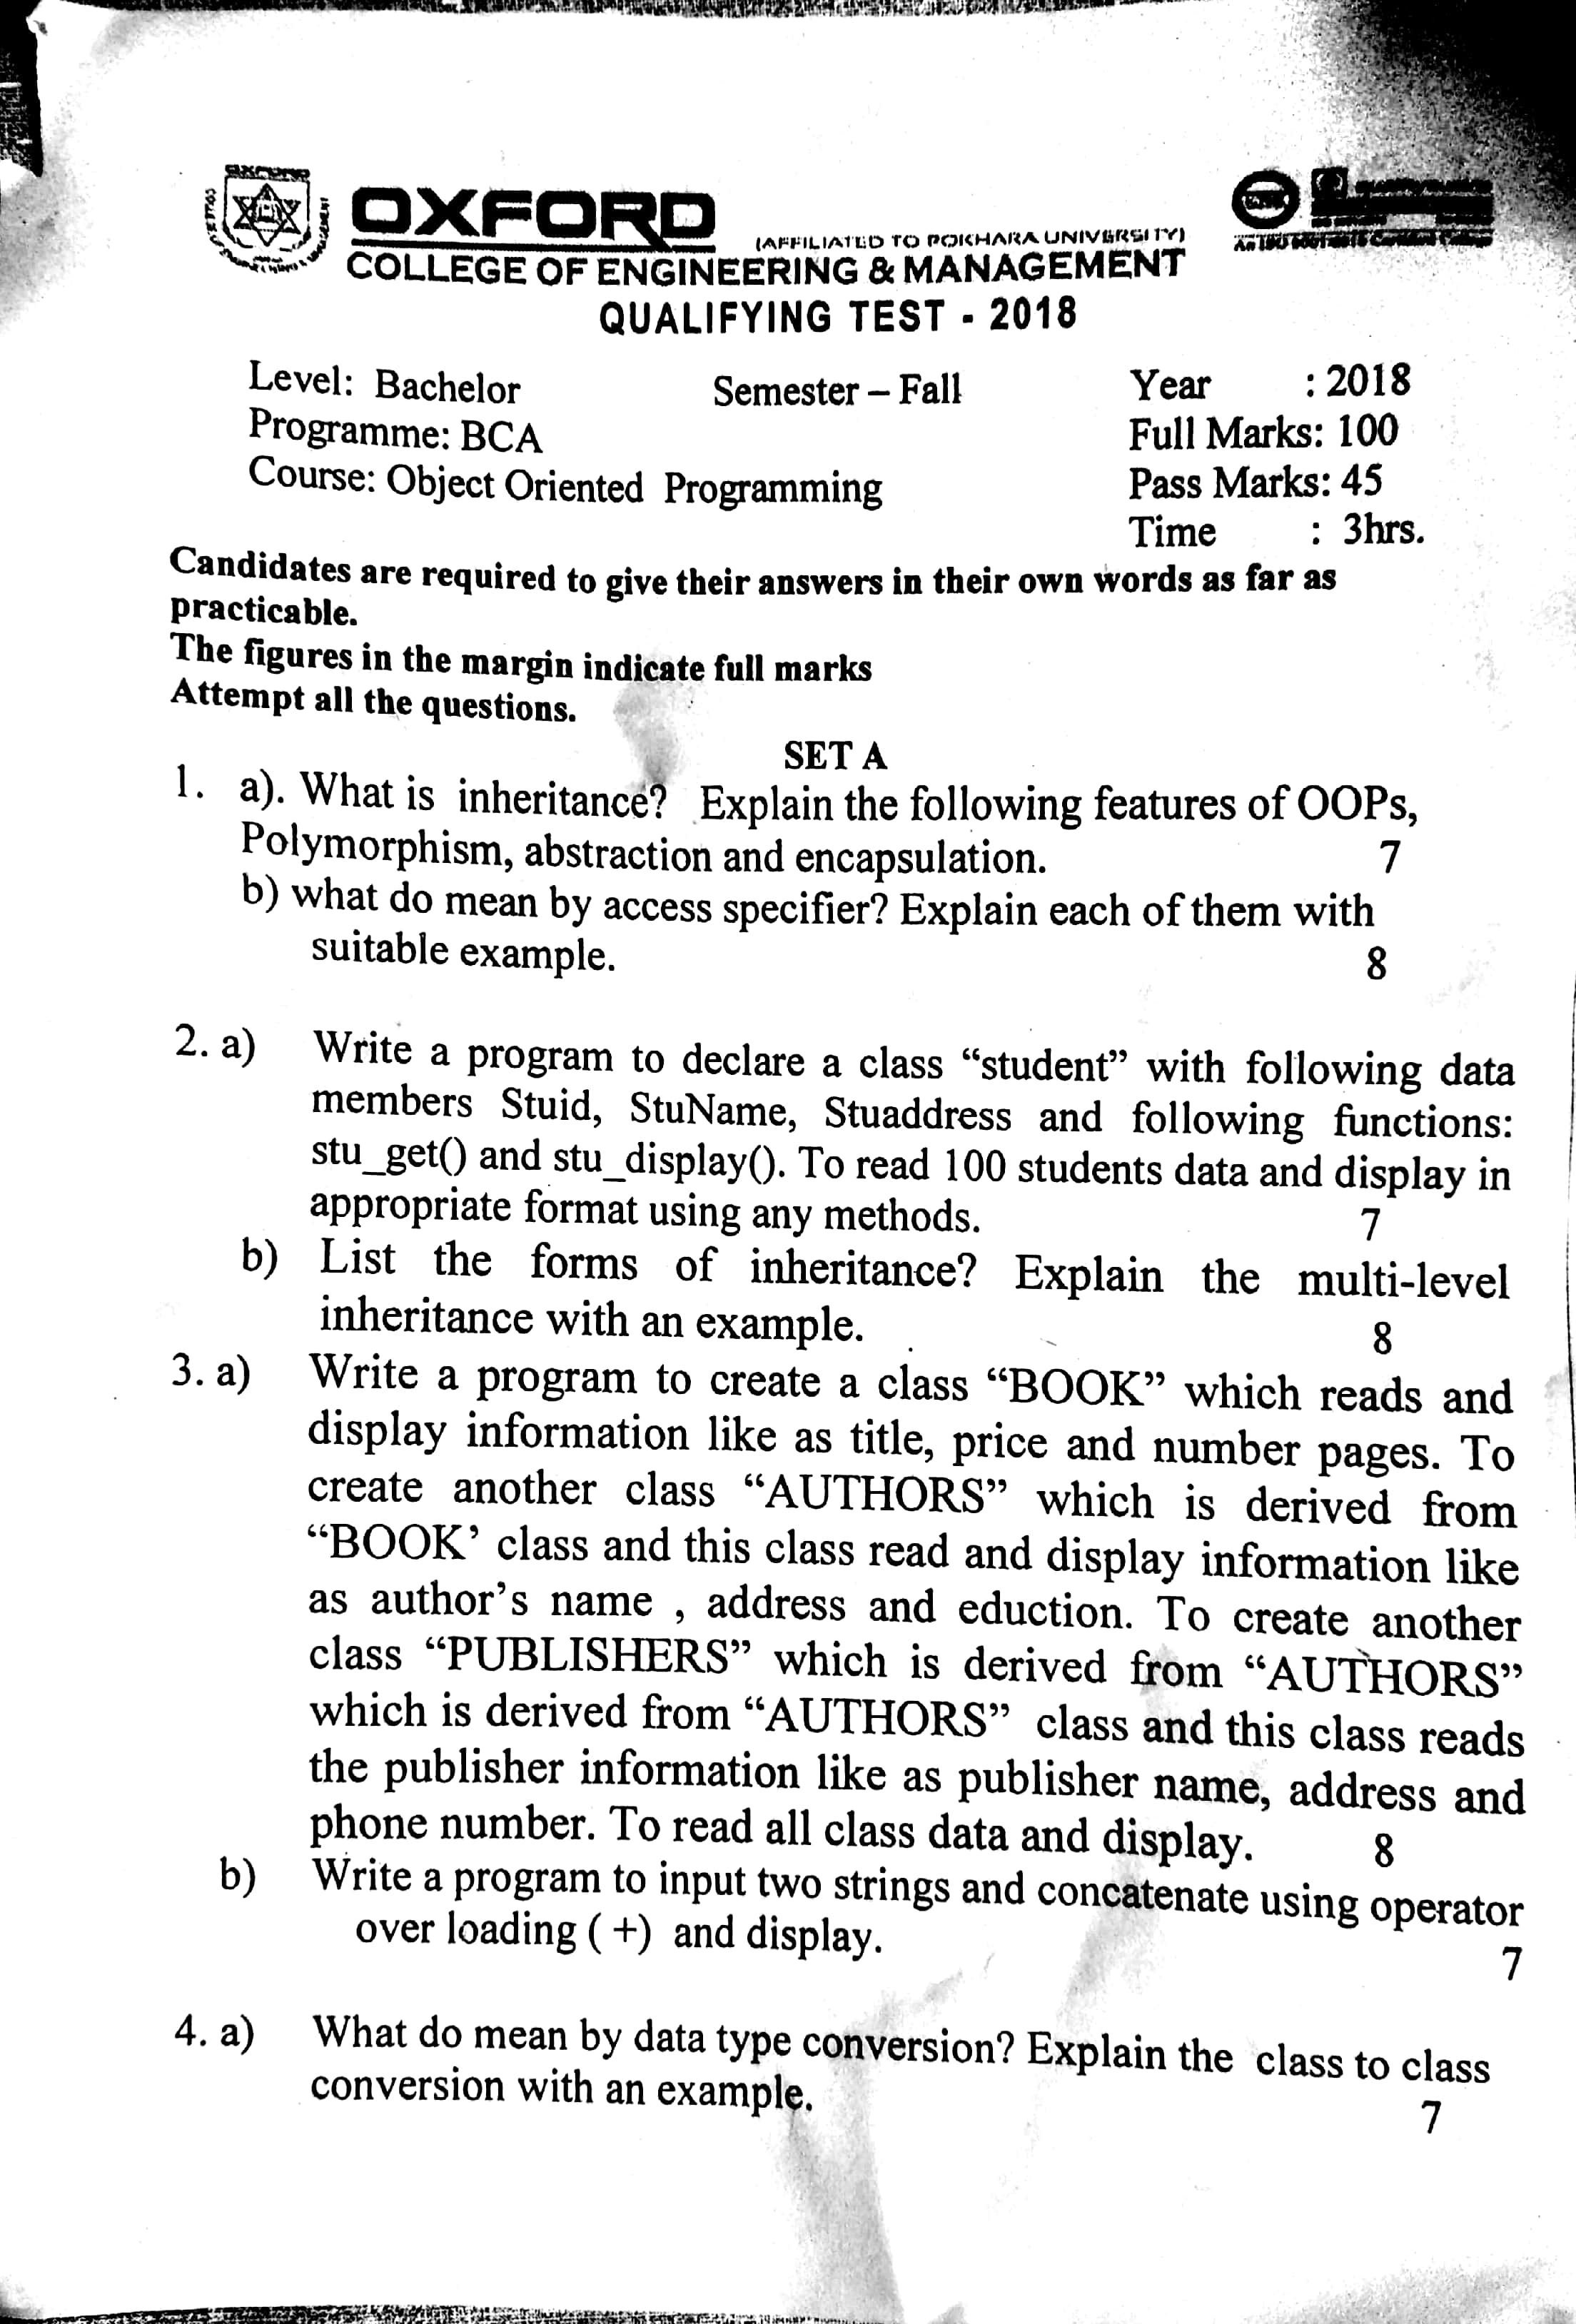 OXFORD
(AFFILIATED TO POKHARA UNIVERSITY)
COLLEGE OF ENGINEERING & MANAGEMENT
QUALIFYING TEST - 2018
Level: Bachelor Semester – Fall Year : 2018
Programme: BCA Full Marks: 100
Course: Object Oriented Programming Pass Marks: 45
Time : 3hrs.
Candidates are required to give their answers in their own words as far as
practicable.
The figures in the margin indicate full marks
Attempt all the questions.
SET A
1. a). What is inheritance? Explain the following features of OOPs,
Polymorphism, abstraction and encapsulation. 7
b) what do mean by access specifier? Explain each of them with
suitable example. 8
2. a) Write a program to declare a class “student” with following data
members Stuid, StuName, Stuaddress and following functions:
stu_get() and stu_display(). To read 100 students data and display in
appropriate format using any methods. 7
b) List the forms of inheritance? Explain the multi-level
inheritance with an example. 8
3. a) Write a program to create a class “BOOK” which reads and
display information like as title, price and number pages. To
create another class “AUTHORS” which is derived from
“BOOK’ class and this class read and display information like
as author’s name , address and eduction. To create another
class “PUBLISHERS” which is derived from “AUTHORS”
which is derived from “AUTHORS” class and this class reads
the publisher information like as publisher name, address and
phone number. To read all class data and display. 8
b) Write a program to input two strings and concatenate using operator
over loading ( +) and display. 7
4. a) What do mean by data type conversion? Explain the class to class
conversion with an example. 7